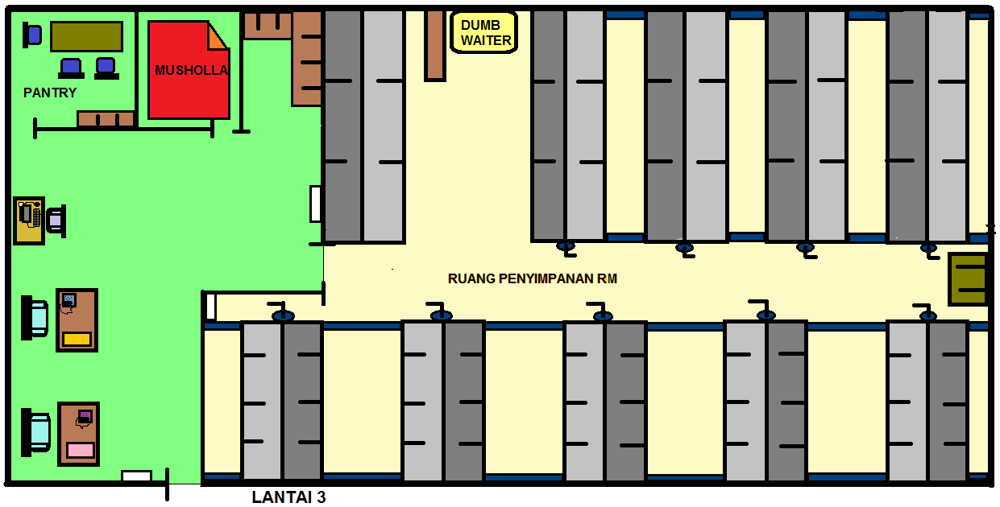 DUMB
WAITER
MUSHOLLA
PANTRY
RUANG PENYIMPANAN RM
LANTAI 3